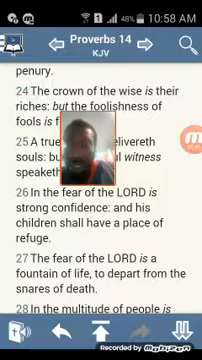 48% 10:58 AM
Proverbs 14
KJV
penury.
24 The crown of the wise is their
riches: but the foolishness of
fools is
25 A true elivereth
souls: bu ul witness
speaketh
26 In the fear of the LORD is
strong confidence: and his
children shall have a place of
refuge.
27 The fear of the LORD is a
fountain of life, to depart from the
snares of death.
28 In the multitude of people is
Recorded by